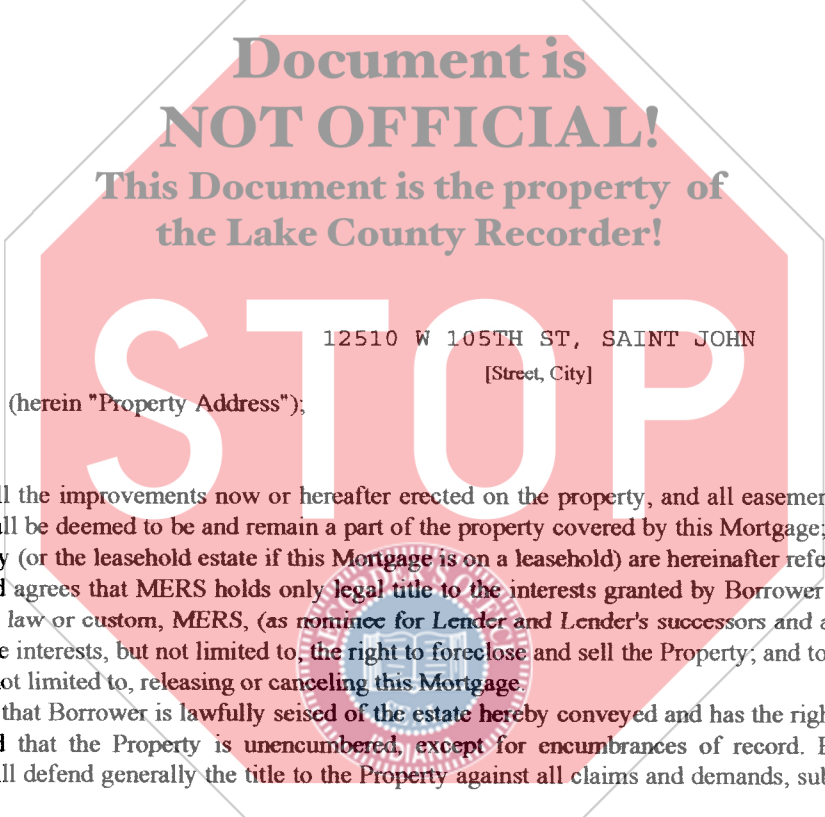 Document is
NOT OFFICIAL!
This Document is the property of
the Lake County Recorder!
STOP
12510 W 105TH ST, SAINT JOHN
[Street, City]
(herein "Property Address");
ll the improvements now or hereafter erected on the property, and all easemen
all be deemed to be and remain a part of the property covered by this Mortgage;
y (or the leasehold estate if this Mortgage is on a leasehold) are hereinafter refe
d agrees that MERS holds only legal title to the interests granted by Borrower
law or custom, MERS, (as nominee for Lender and Lender's successors and a
e interests, but not limited to, the right to foreclose and sell the Property; and to
ot limited to, releasing or canceling this Mortgage.
that Borrower is lawfully seised of the estate hereby conveyed and has the righ
d that the Property is unencumbered, except for encumbrances of record. B
ll defend generally the title to the Property against all claims and demands, sub